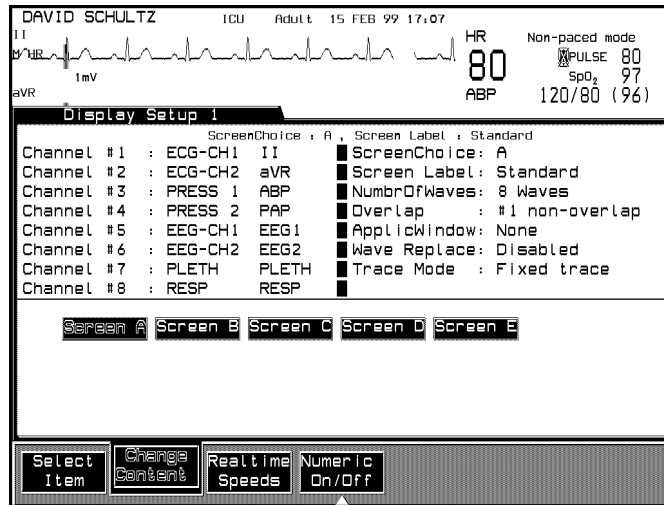 DAVID SCHULTZ ICU Adult 15 FEB 99 17:07
II
M HR
1mV
aVR
HR
80
ABP
Non-paced mode
PULSE 80
SpO₂ 97
120/80 (96)
Display Setup 1
ScreenChoice : A , Screen Label : Standard
Channel #1 : ECG-CH1 II
Channel #2 : ECG-CH2 aVR
Channel #3 : PRESS 1 ABP
Channel #4 : PRESS 2 PAP
Channel #5 : EEG-CH1 EEG1
Channel #6 : EEG-CH2 EEG2
Channel #7 : PLETH PLETH
Channel #8 : RESP RESP
ScreenChoice: A
Screen Label: Standard
NumbrOfWaves: 8 Waves
Overlap : #1 non-overlap
ApplicWindow: None
Wave Replace: Disabled
Trace Mode : Fixed trace
Screen A Screen B Screen C Screen D Screen E
Select Item
Change Content
Realtime Speeds
Numeric On/Off